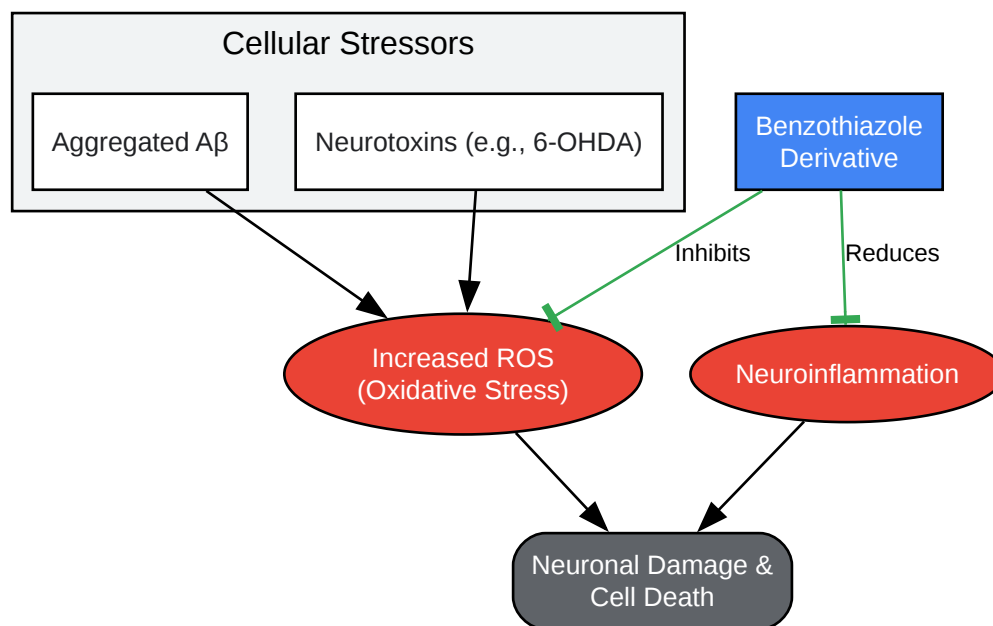 Cellular Stressors
Aggregated Aβ
Neurotoxins (e.g., 6-OHDA)
Benzothiazole
Derivative
Inhibits
Reduces
Increased ROS
(Oxidative Stress)
Neuroinflammation
Neuronal Damage &
Cell Death